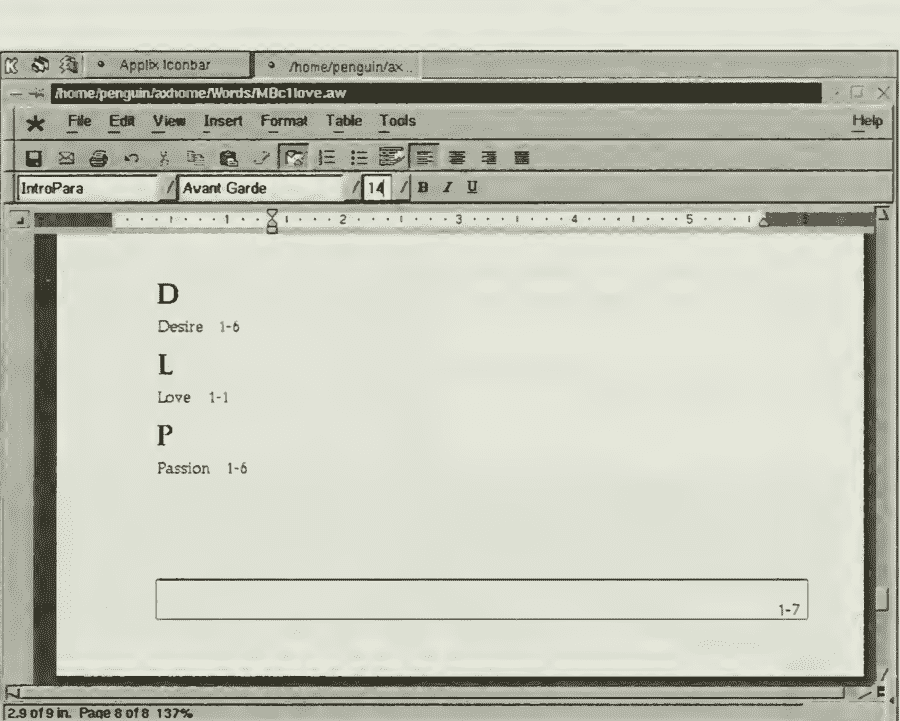 Applix Iconbar
/home/penguin/ax...
/home/penguin/axhome/Words/MBc1love.aw
File Edit View Insert Format Table Tools Help
IntroPara / Avant Garde / 14 / B I U
1 2 3 4 5
D
Desire 1-6
L
Love 1-1
P
Passion 1-6
1-7
2.9 of 9 in. Page 8 of 8 137%